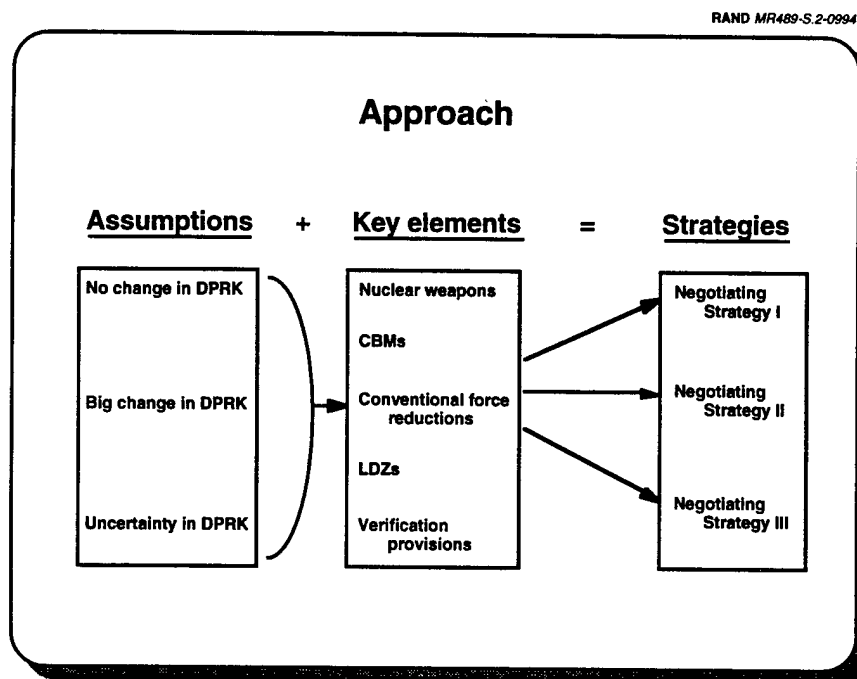 RAND MR489-S.2-0994
Approach
Assumptions + Key elements = Strategies
No change in DPRK
Big change in DPRK
Uncertainty in DPRK
Nuclear weapons
CBMs
Conventional force
reductions
LDZs
Verification
provisions
Negotiating
Strategy I
Negotiating
Strategy II
Negotiating
Strategy III